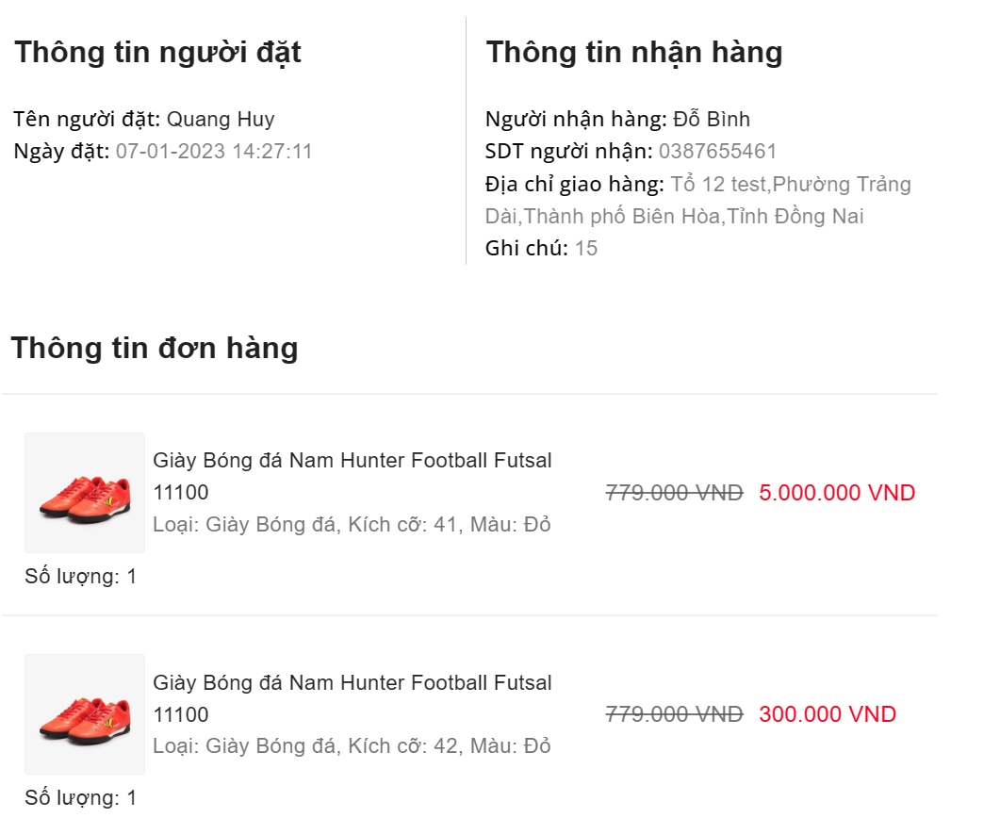 Thông tin người đặt
Tên người đặt: Quang Huy
Ngày đặt: 07-01-2023 14:27:11
Thông tin nhận hàng
Người nhận hàng: Đỗ Bình
SDT người nhận: 0387655461
Địa chỉ giao hàng: Tổ 12 test,Phường Trảng
Dài,Thành phố Biên Hòa,Tỉnh Đồng Nai
Ghi chú: 15
Thông tin đơn hàng
Giày Bóng đá Nam Hunter Football Futsal
11100
Loại: Giày Bóng đá, Kích cỡ: 41, Màu: Đỏ
779.000 VND 5.000.000 VND
Số lượng: 1
Giày Bóng đá Nam Hunter Football Futsal
11100
Loại: Giày Bóng đá, Kích cỡ: 42, Màu: Đỏ
779.000 VND 300.000 VND
Số lượng: 1